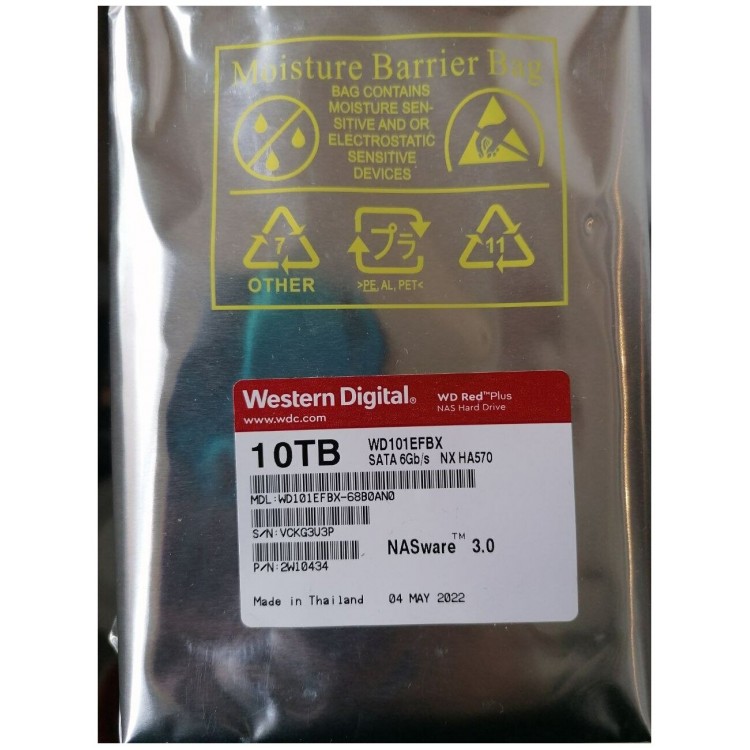 Moisture Barrier Bag
BAG CONTAINS
MOISTURE SEN-
SITIVE AND OR
ELECTROSTATIC
SENSITIVE
DEVICES
7
OTHER
プラ
>PE, AL, PET<
11
Western Digital®
www.wdc.com
WD Red™Plus
NAS Hard Drive
10TB
WD101EFBX
SATA 6Gb/s NX HA570
MDL:WD101EFBX-68B0AN0
S/N:VCKG3U3P
P/N:2W10434
NASware™ 3.0
Made in Thailand
04 MAY 2022